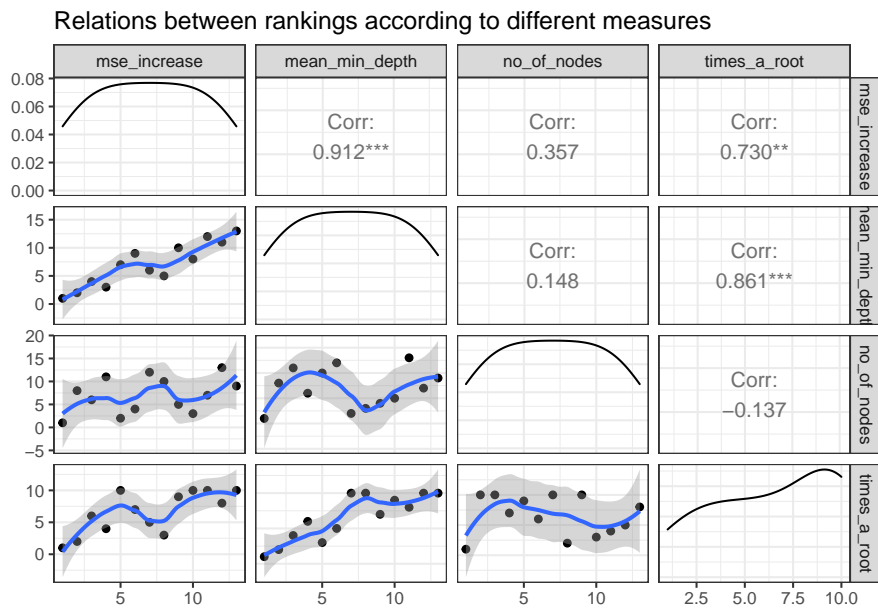 Relations between rankings according to different measures
mse_increase
mean_min_depth
no_of_nodes
times_a_root
0.08
0.06
0.04
0.02
0.00
Corr:
0.912***
Corr:
0.357
Corr:
0.730**
mse_increase
15
10
5
0
Corr:
0.148
Corr:
0.861***
mean_min_depth
20
15
10
5
0
−5
Corr:
−0.137
no_of_nodes
10
5
0
times_a_root
5
10
5
10
5
10
2.5
5.0
7.5
10.0